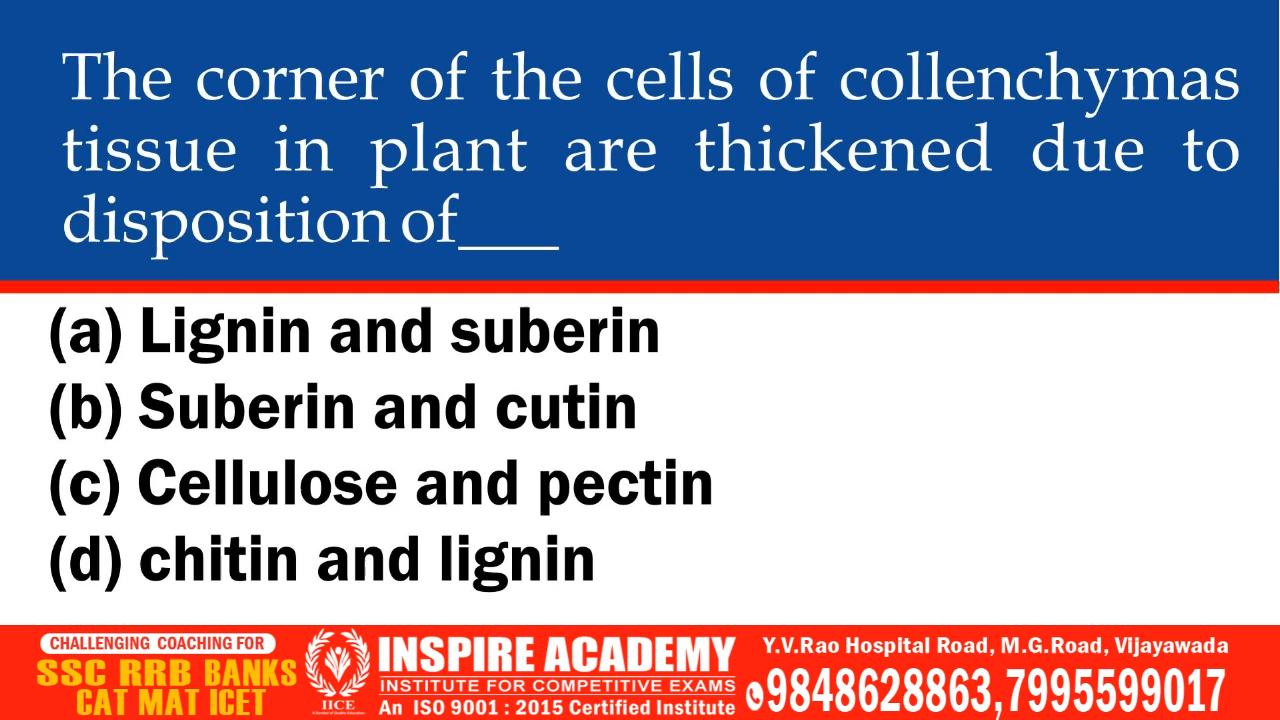 The corner of the cells of collenchymas
tissue in plant are thickened due to
disposition of___
(a) Lignin and suberin
(b) Suberin and cutin
(c) Cellulose and pectin
(d) chitin and lignin
CHALLENGING COACHING FOR
SSC RRB BANKS
CAT MAT ICET
IICE
INSPIRE ACADEMY
INSTITUTE FOR COMPETITIVE EXAMS
An ISO 9001 : 2015 Certified Institute
Y.V.Rao Hospital Road, M.G.Road, Vijayawada
9848628863,7995599017